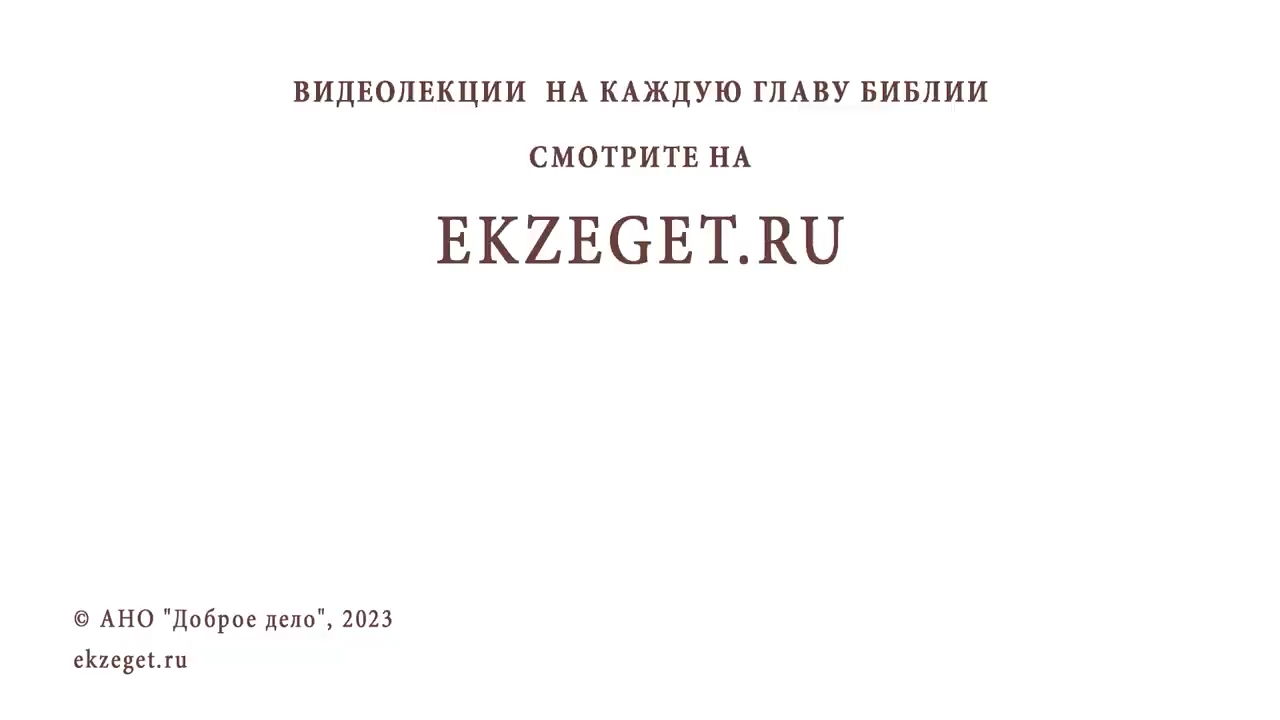 ВИДЕОЛЕКЦИИ НА КАЖДУЮ ГЛАВУ БИБЛИИ
СМОТРИТЕ НА
EKZEGET.RU
© АНО "Доброе дело", 2023
ekzeget.ru